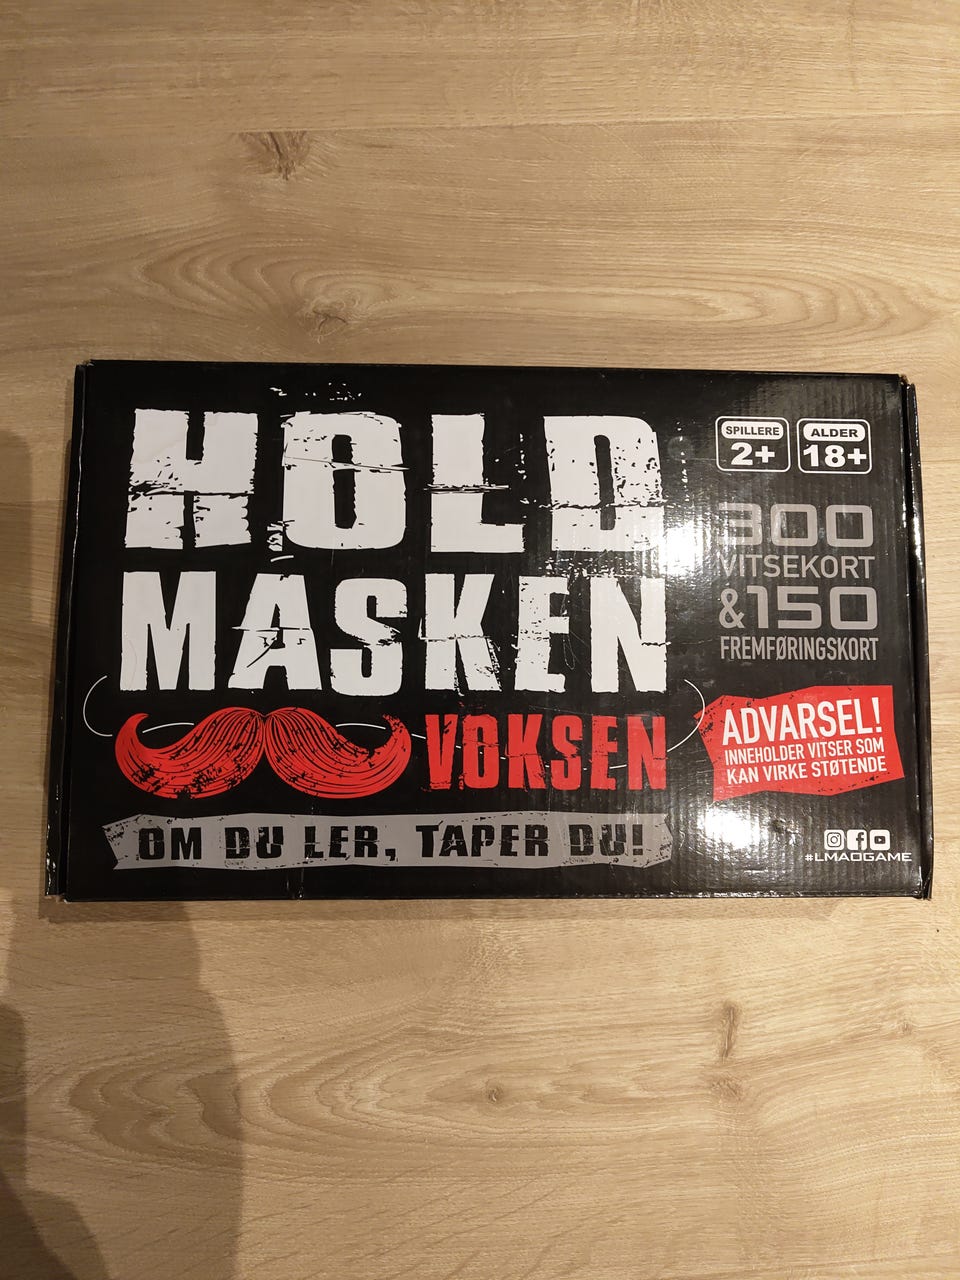 HOLD
MASKEN
VOKSEN
OM DU LER, TAPER DU!
SPILLERE
2+
ALDER
18+
300
VITSEKORT
&150
FREMFØRINGSKORT
ADVARSEL!
INNEHOLDER VITSER SOM
KAN VIRKE STØTENDE
#LMAOGAME